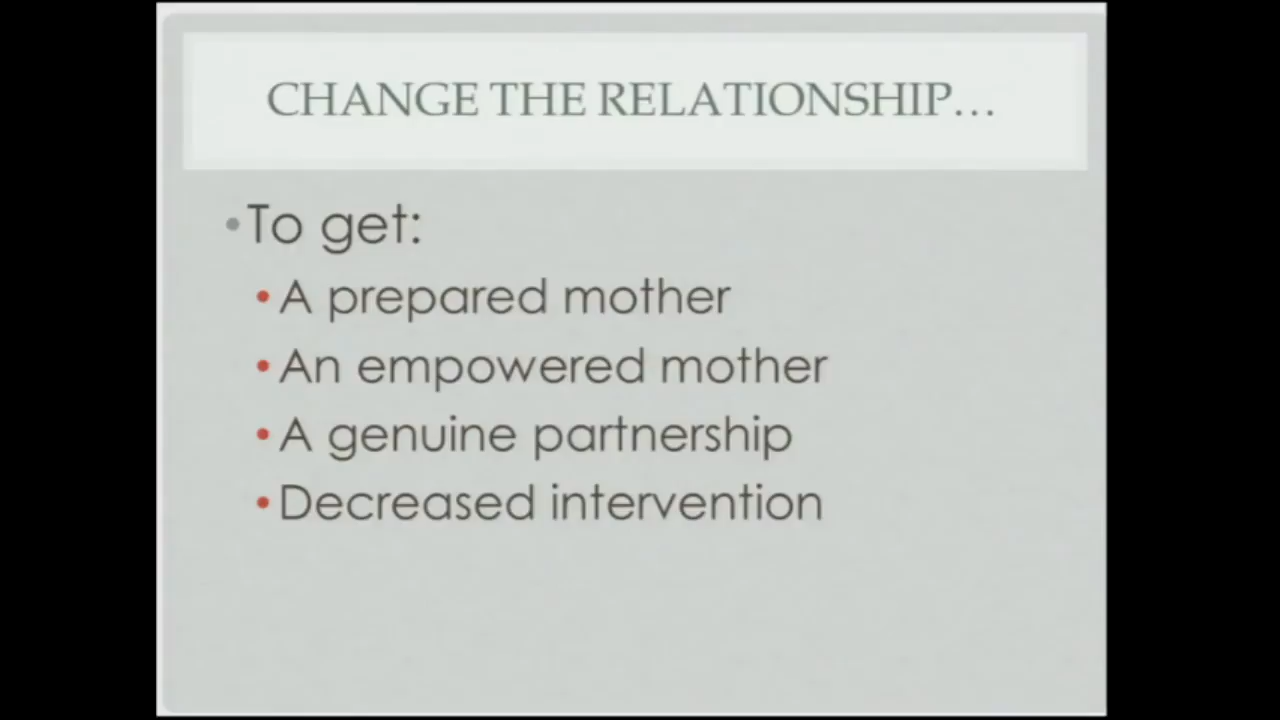 CHANGE THE RELATIONSHIP…
•To get:
•A prepared mother
•An empowered mother
•A genuine partnership
•Decreased intervention